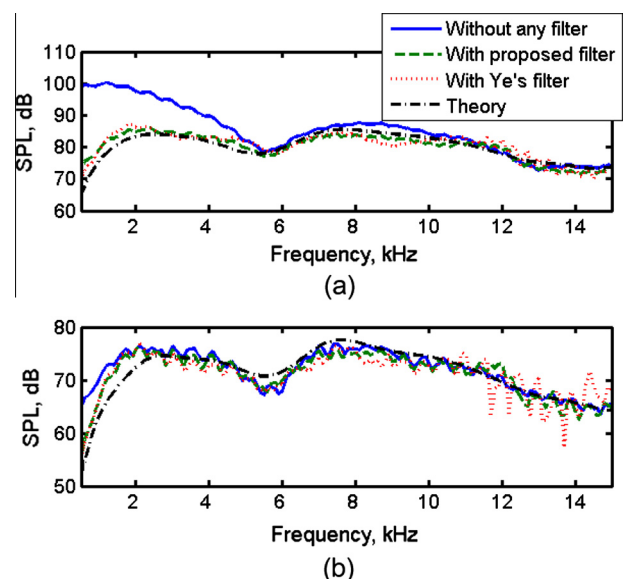 Without any filter
With proposed filter
With Ye's filter
Theory
110
100
90
80
70
60
SPL, dB
2 4 6 8 10 12 14
Frequency, kHz
(a)
80
70
60
50
SPL, dB
2 4 6 8 10 12 14
Frequency, kHz
(b)